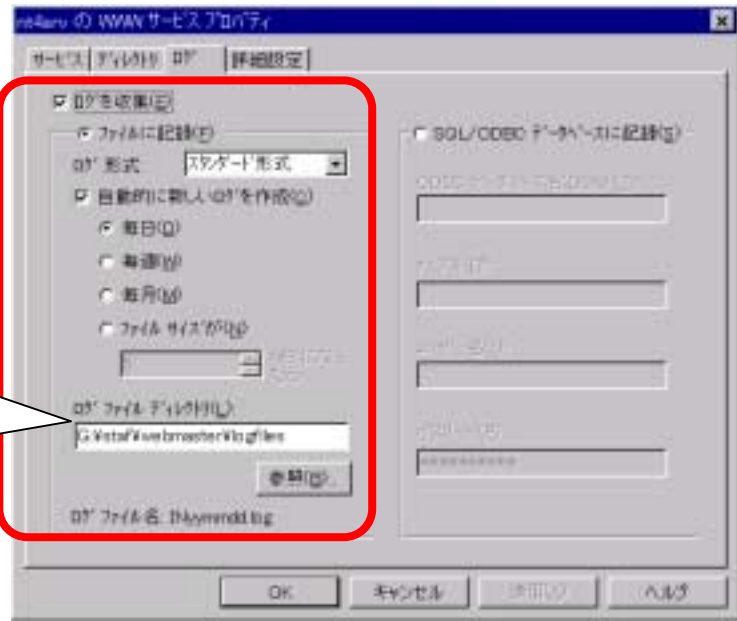 の WWW サービス プロパティ
サービス ディレクトリ ログ 詳細設定
ログを収集(E)
ファイルに記録(F)
ログ形式 スタンダード形式
自動的に新しいログを作成(C)
毎日(D)
毎週(W)
毎月(M)
ファイル サイズが(N)
ログ ファイル ディレクトリ(L):
G:¥staf¥webmaster¥logfiles
参照(B)...
ログ ファイル名: INyymmdd.log
SQL/ODBC データベースに記録(S)
**********
OK キャンセル ヘルプ